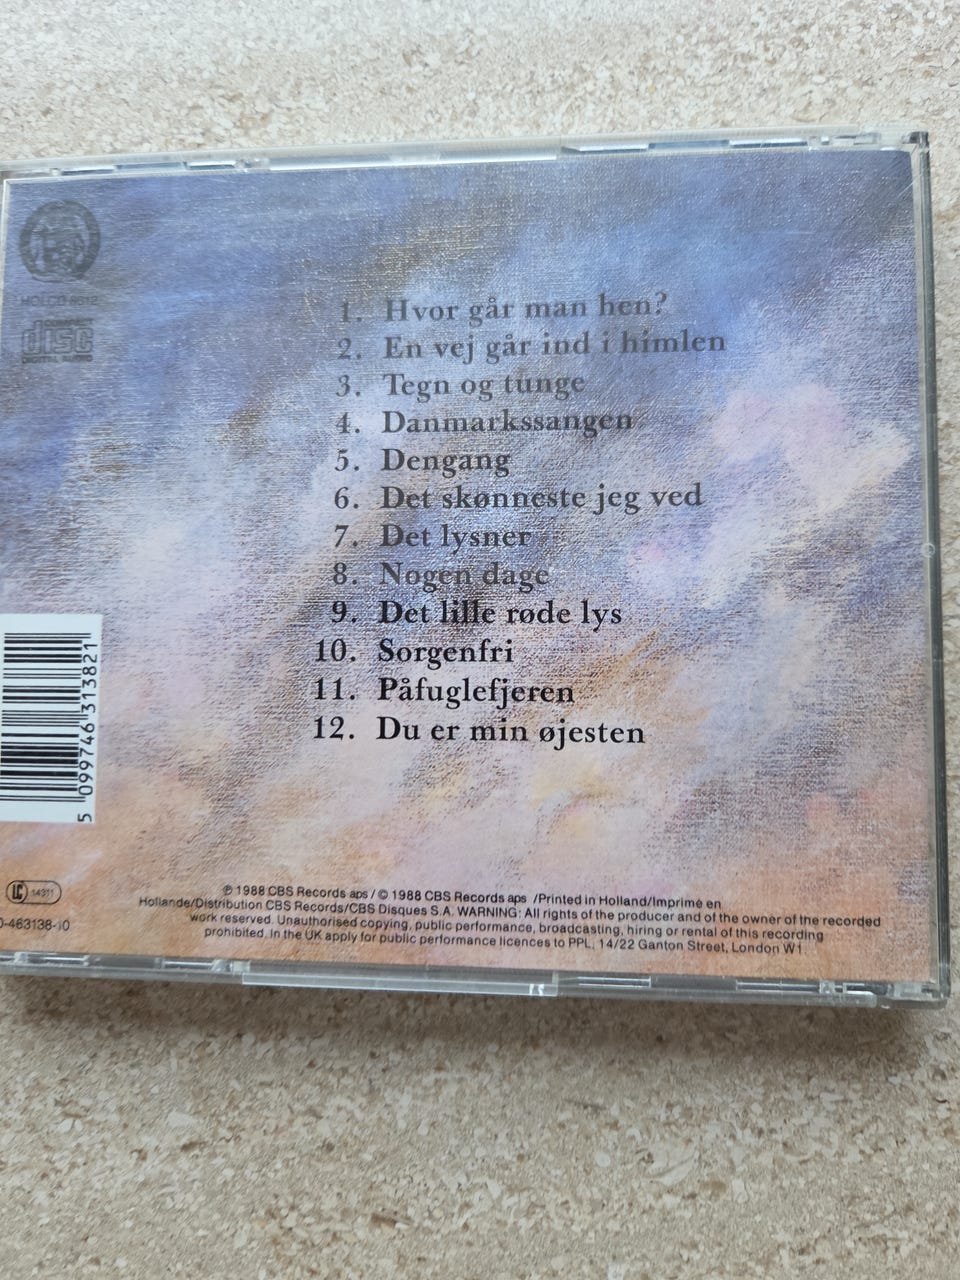 HOLCD 8812
COMPACT
disc
DIGITAL AUDIO
1. Hvor går man hen?
2. En vej går ind i himlen
3. Tegn og tunge
4. Danmarkssangen
5. Dengang
6. Det skønneste jeg ved
7. Det lysner
8. Nogen dage
9. Det lille røde lys
10. Sorgenfri
11. Påfuglefjeren
12. Du er min øjesten
5 099746 313821
LC 14311
0-463138-10
℗ 1988 CBS Records aps / © 1988 CBS Records aps /Printed in Holland/Imprimé en
Hollande/Distribution CBS Records/CBS Disques S.A. WARNING: All rights of the producer and of the owner of the recorded
work reserved. Unauthorised copying, public performance, broadcasting, hiring or rental of this recording
prohibited. In the UK apply for public performance licences to PPL, 14/22 Ganton Street, London W1.